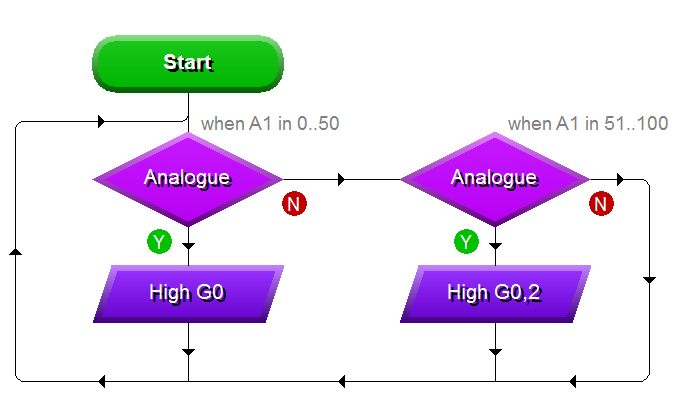 Start
when A1 in 0..50
when A1 in 51..100
Analogue
Analogue
N
N
Y
Y
High G0
High G0,2